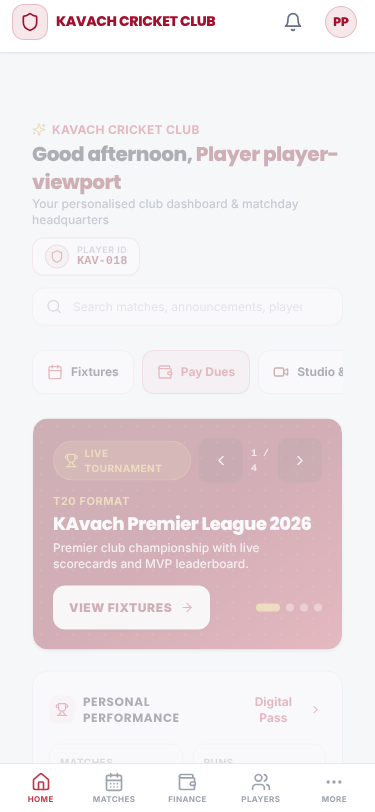 KAVACH CRICKET CLUB
PP
KAVACH CRICKET CLUB
Good afternoon, Player player-
viewport
Your personalised club dashboard & matchday
headquarters
PLAYER ID
KAV-018
Search matches, announcements, player
Fixtures
Pay Dues
Studio &
LIVE
TOURNAMENT
1 /
4
T20 FORMAT
KAvach Premier League 2026
Premier club championship with live
scorecards and MVP leaderboard.
VIEW FIXTURES
PERSONAL
PERFORMANCE
Digital
Pass
MATCHES
RUNS
HOME
MATCHES
FINANCE
PLAYERS
MORE